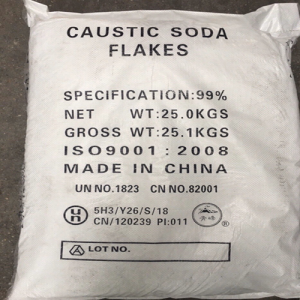 CAUSTIC SODA
FLAKES
SPECIFICATION:99%
NET WT:25.0KGS
GROSS WT:25.1KGS
ISO9001:2008
MADE IN CHINA
UN NO.1823 CN NO.82001
5H3/Y26/S/18
CN/120239 PI:011
LOT NO.